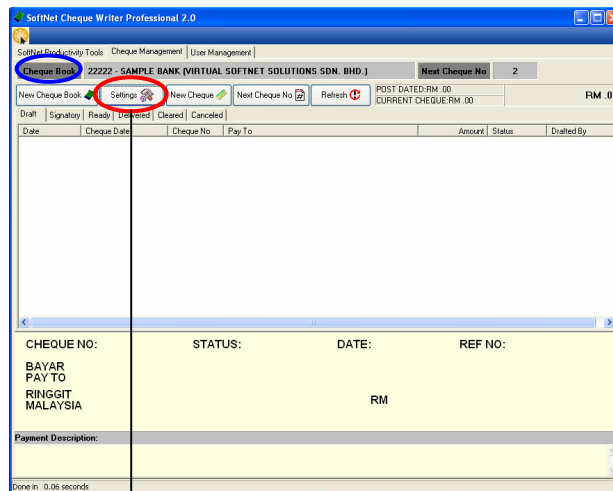 SoftNet Cheque Writer Professional 2.0
SoftNet Productivity Tools Cheque Management User Management
Cheque Book 22222 - SAMPLE BANK (VIRTUAL SOFTNET SOLUTIONS SDN. BHD.) Next Cheque No 2
New Cheque Book Settings New Cheque Next Cheque No Refresh POST DATED:RM .00 RM .0
CURRENT CHEQUE:RM .00
Draft Signatory Ready Delivered Cleared Canceled
Date Cheque Date Cheque No Pay To Amount Status Drafted By
CHEQUE NO: STATUS: DATE: REF NO:
BAYAR
PAY TO
RINGGIT
MALAYSIA RM
Payment Description:
Done in 0.06 seconds